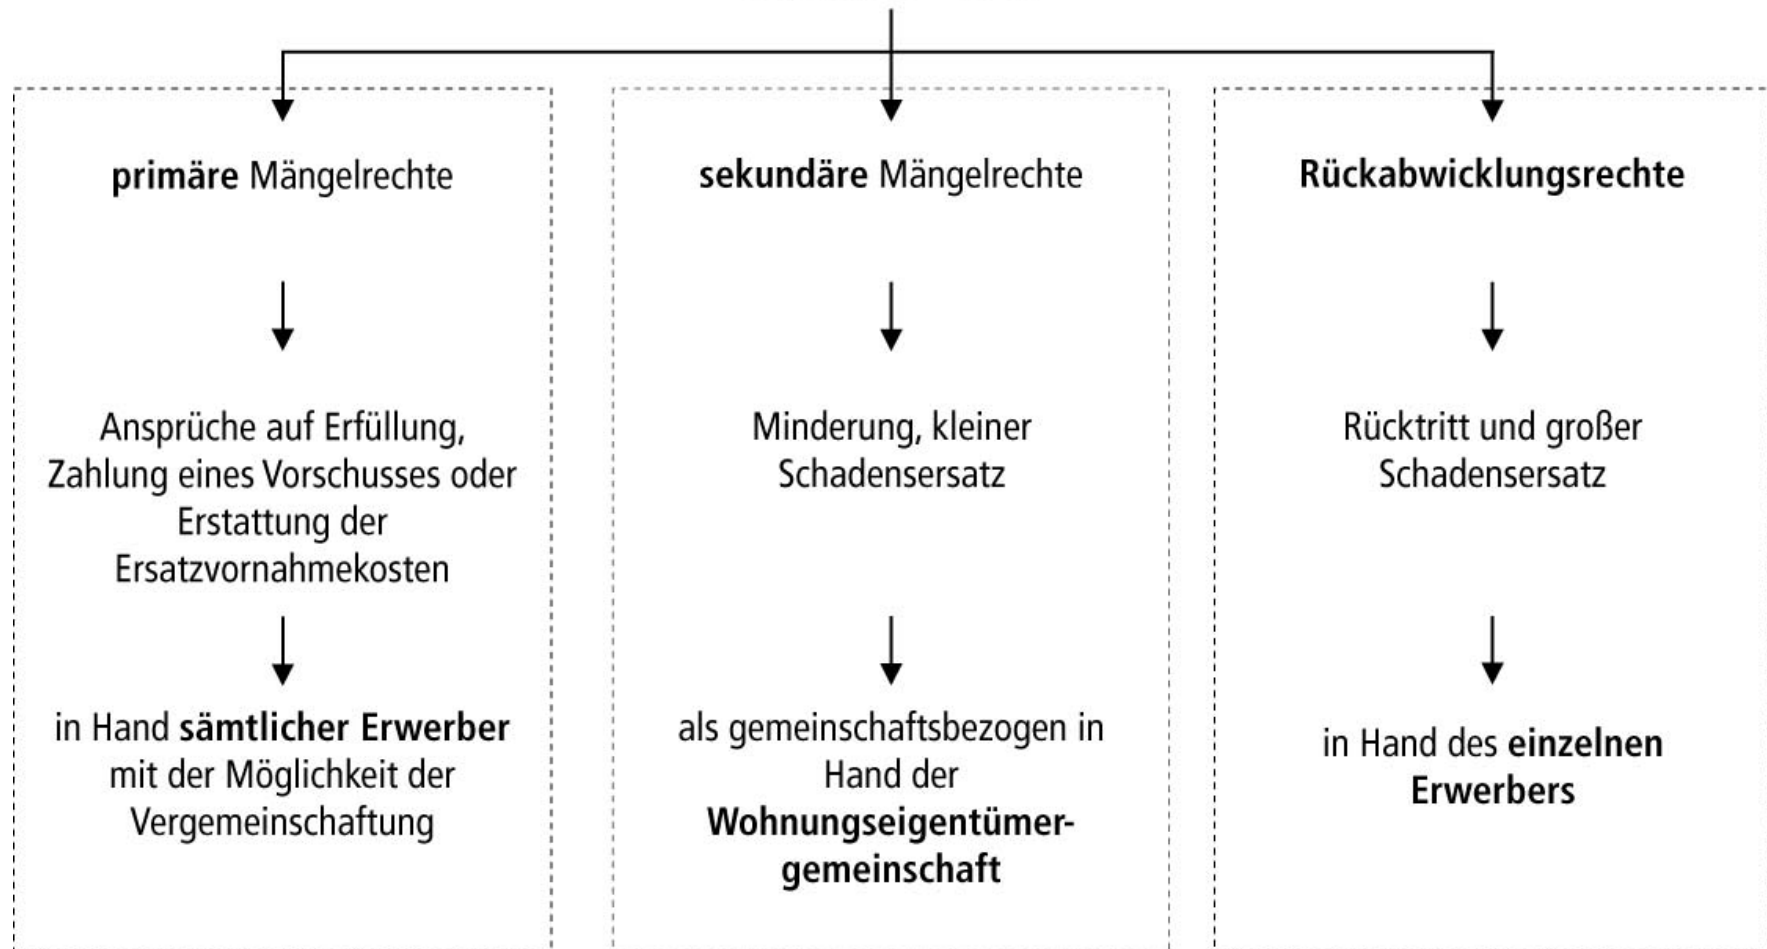 primäre Mängelrechte
Ansprüche auf Erfüllung,
Zahlung eines Vorschusses oder
Erstattung der
Ersatzvornahmekosten
in Hand sämtlicher Erwerber
mit der Möglichkeit der
Vergemeinschaftung
sekundäre Mängelrechte
Minderung, kleiner
Schadensersatz
als gemeinschaftsbezogen in
Hand der
Wohnungseigentümer-
gemeinschaft
Rückabwicklungsrechte
Rücktritt und großer
Schadensersatz
in Hand des einzelnen
Erwerbers